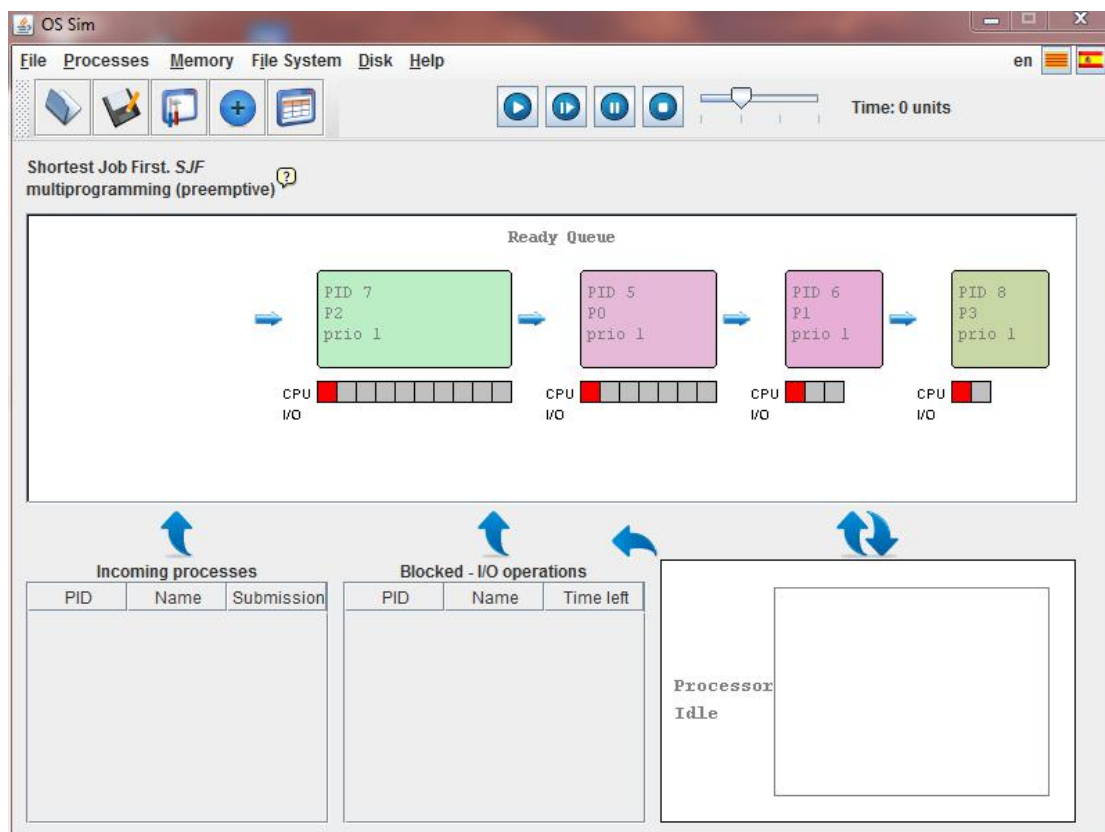 OS Sim
File Processes Memory File System Disk Help
en
Time: 0 units
Shortest Job First. SJF
multiprogramming (preemptive)
?
Ready Queue
PID 7
P2
prio 1
CPU
I/O
PID 5
P0
prio 1
CPU
I/O
PID 6
P1
prio 1
CPU
I/O
PID 8
P3
prio 1
CPU
I/O
Incoming processes
PID Name Submission
Blocked - I/O operations
PID Name Time left
Processor
Idle